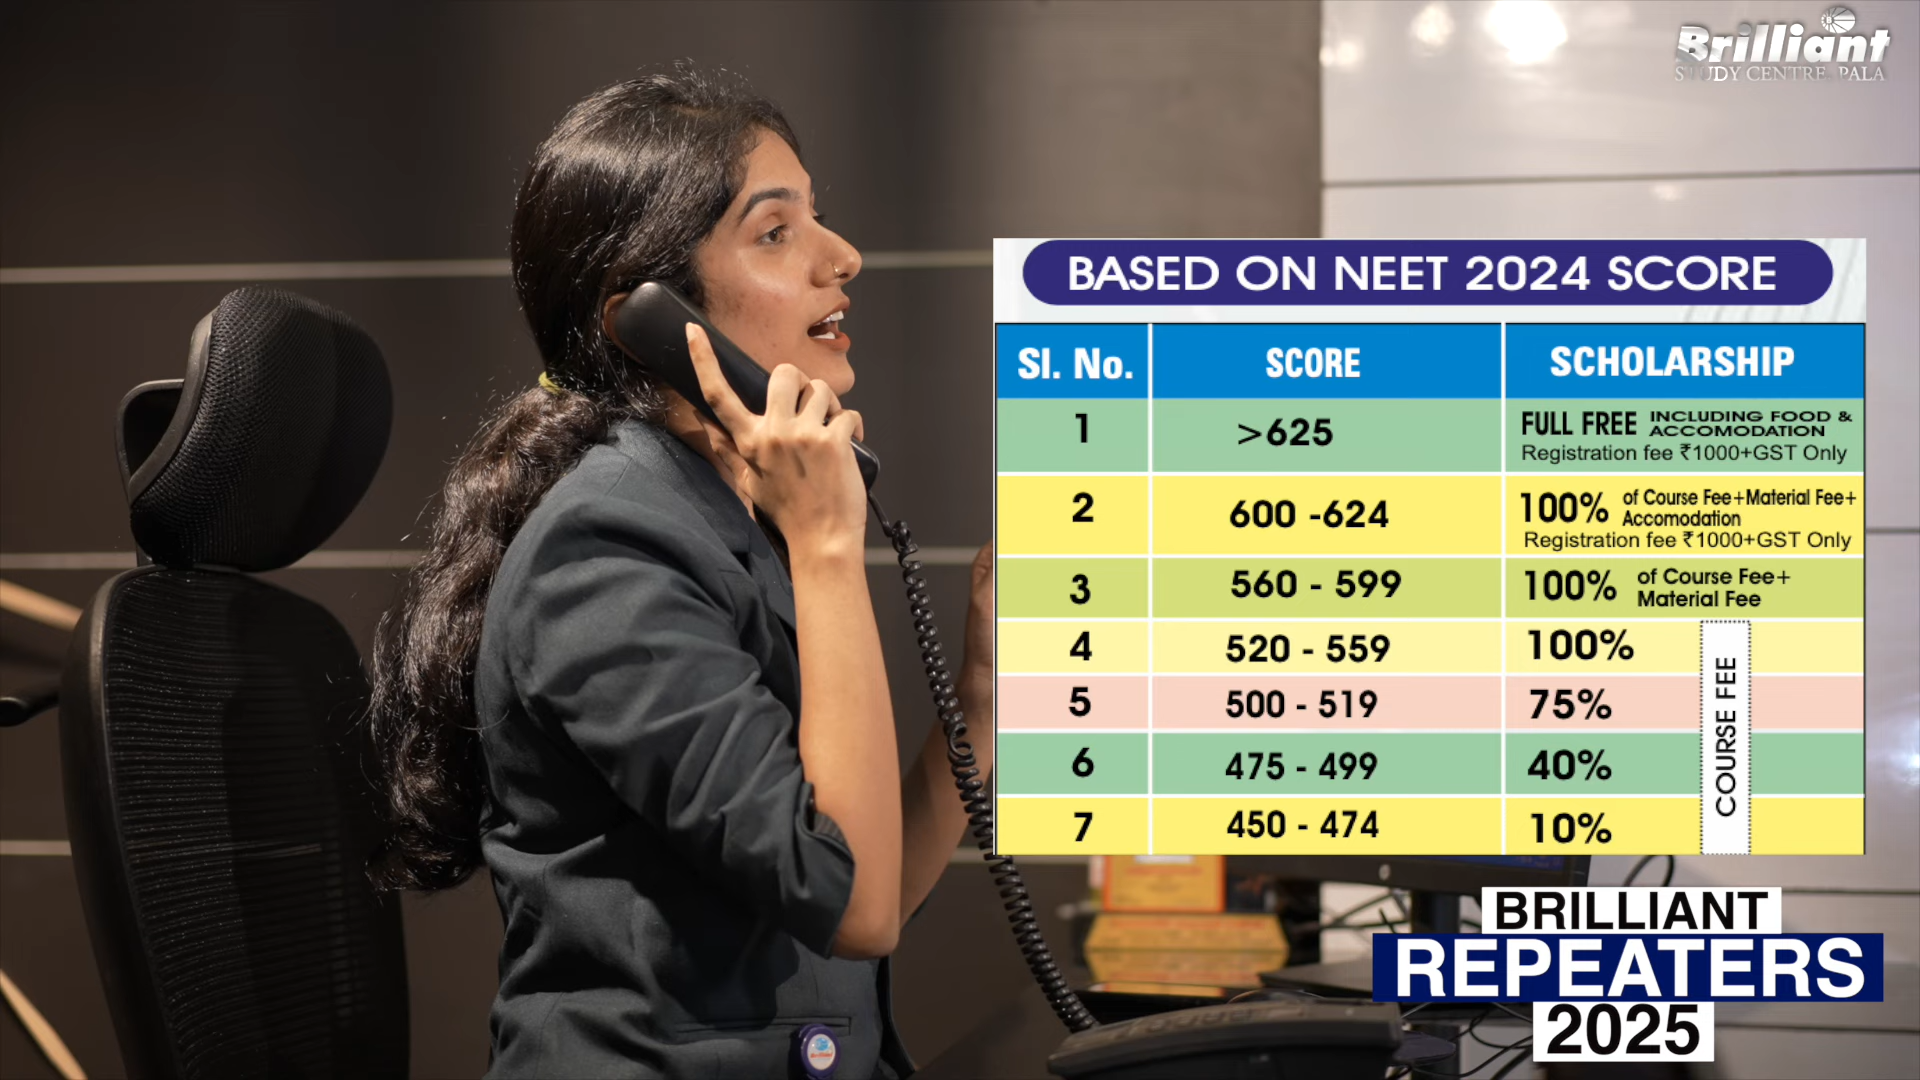 Brilliant
STUDY CENTRE, PALA
BASED ON NEET 2024 SCORE
Sl. No. SCORE SCHOLARSHIP
1 >625 FULL FREE INCLUDING FOOD & ACCOMODATION
Registration fee ₹1000+GST Only
2 600 -624 100% of Course Fee+Material Fee+ Accomodation
Registration fee ₹1000+GST Only
3 560 - 599 100% of Course Fee+ Material Fee
4 520 - 559 100%
5 500 - 519 75%
6 475 - 499 40%
7 450 - 474 10%
COURSE FEE
BRILLIANT
REPEATERS
2025